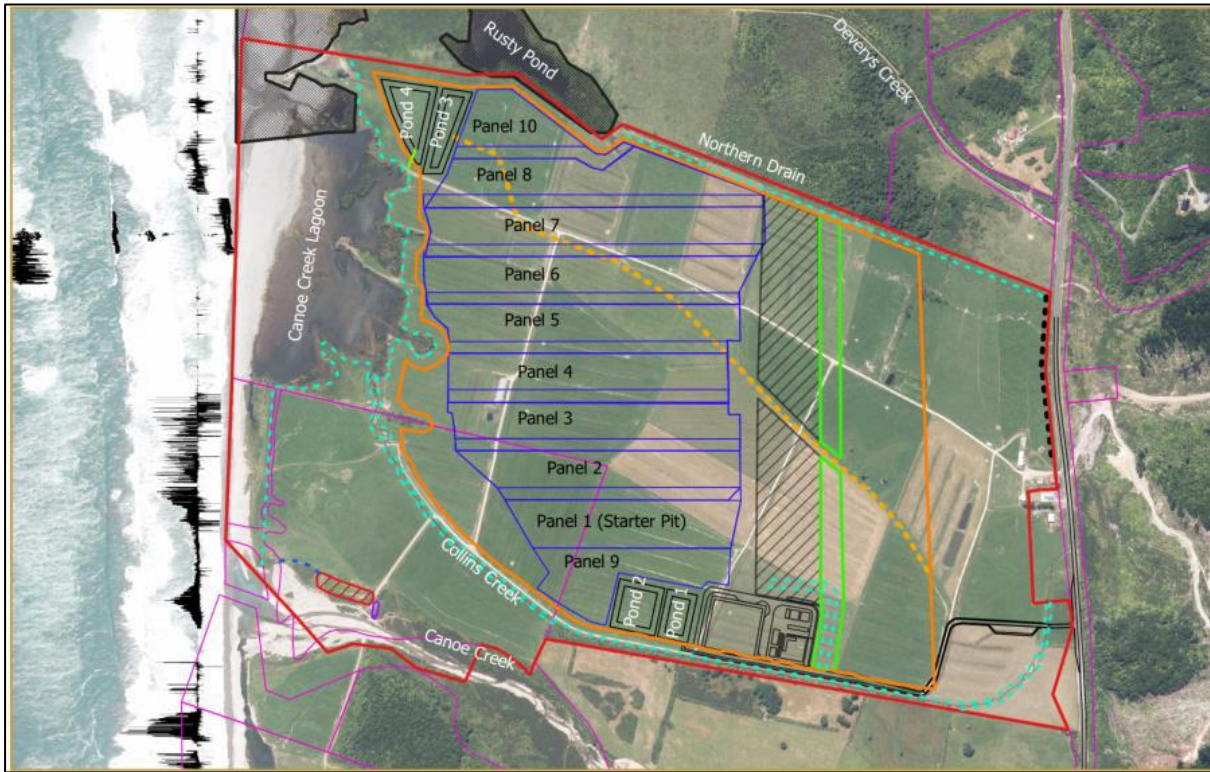 Rusty Pond
Deverys Creek
Pond 4
Pond 3
Panel 10
Northern Drain
Panel 8
Canoe Creek Lagoon
Panel 7
Panel 6
Panel 5
Panel 4
Panel 3
Panel 2
Panel 1 (Starter Pit)
Collins Creek
Panel 9
Pond 2
Pond 1
Canoe Creek